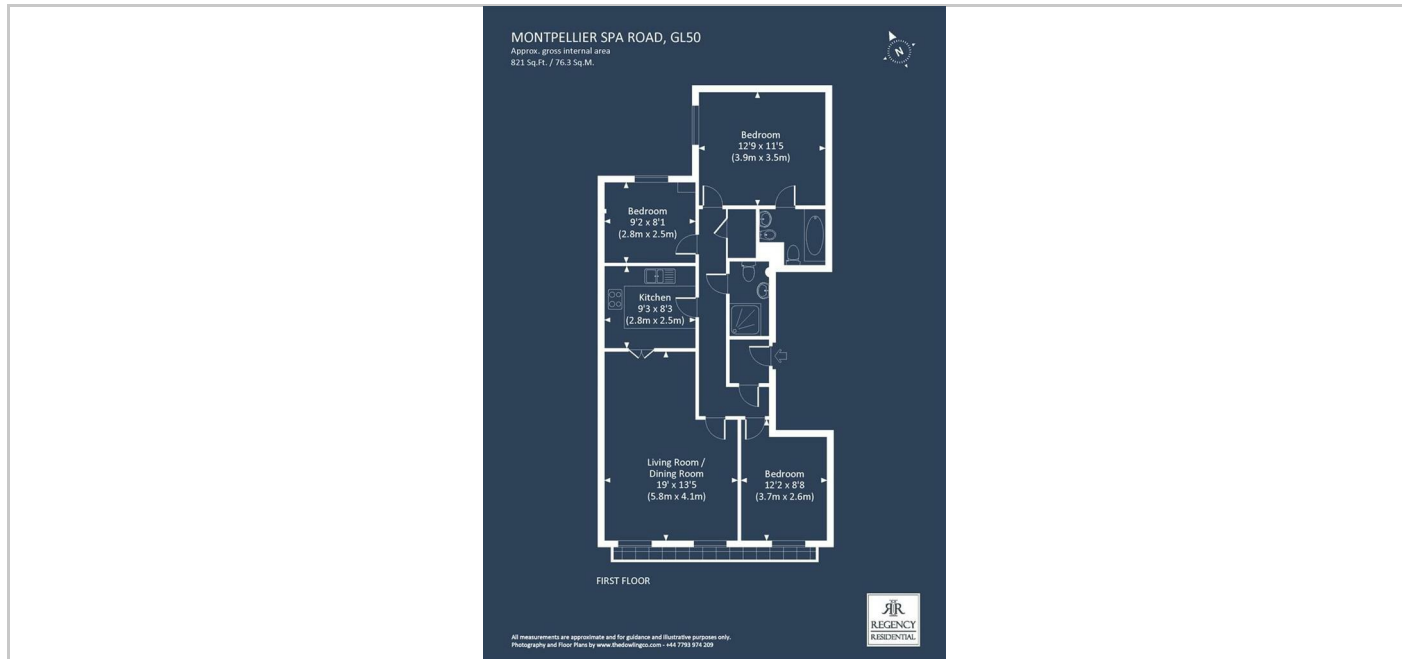 MONTPELLIER SPA ROAD, GL50
Approx. gross internal area
821 Sq.Ft. / 76.3 Sq.M.
N
Bedroom
12'9 x 11'5
(3.9m x 3.5m)
Bedroom
9'2 x 8'1
(2.8m x 2.5m)
Kitchen
9'3 x 8'3
(2.8m x 2.5m)
Living Room /
Dining Room
19' x 13'5
(5.8m x 4.1m)
Bedroom
12'2 x 8'8
(3.7m x 2.6m)
FIRST FLOOR
REGENCY
RESIDENTIAL
All measurements are approximate and for guidance and illustrative purposes only.
Photography and Floor Plans by www.thedowlingco.com - +44 7793 974 209